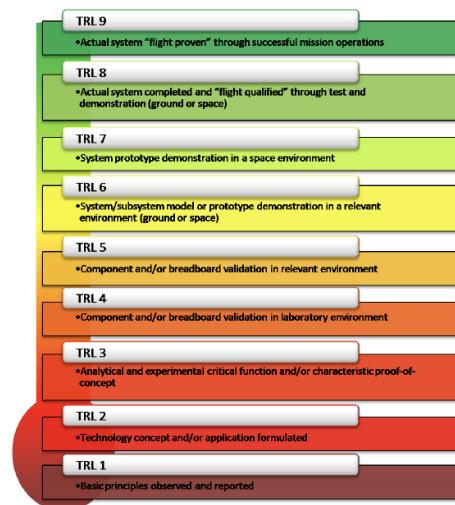 TRL 9
•Actual system “flight proven” through successful mission operations
TRL 8
•Actual system completed and “flight qualified” through test and
demonstration (ground or space)
TRL 7
•System prototype demonstration in a space environment
TRL 6
•System/subsystem model or prototype demonstration in a relevant
environment (ground or space)
TRL 5
•Component and/or breadboard validation in relevant environment
TRL 4
•Component and/or breadboard validation in laboratory environment
TRL 3
•Analytical and experimental critical function and/or characteristic proof-of-
concept
TRL 2
•Technology concept and/or application formulated
TRL 1
•Basic principles observed and reported